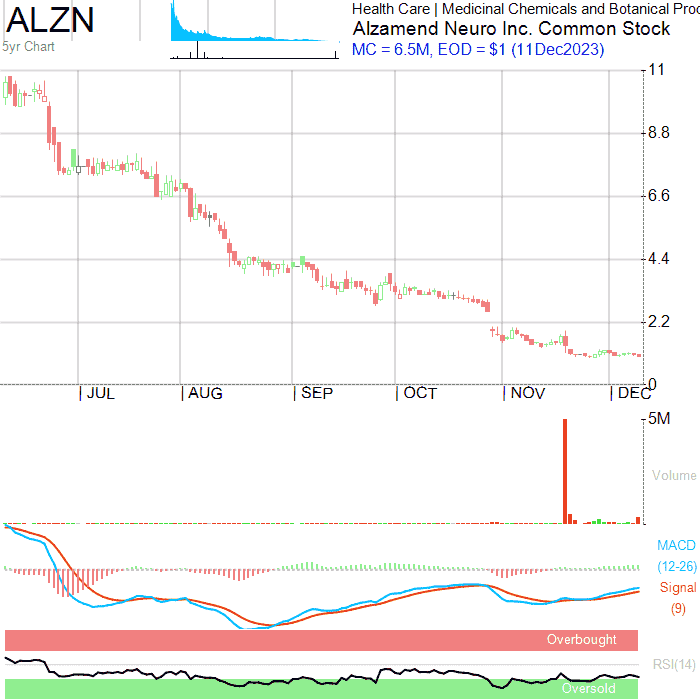 ALZN
5yr Chart
Health Care | Medicinal Chemicals and Botanical Proc
Alzamend Neuro Inc. Common Stock
MC = 6.5M, EOD = $1 (11Dec2023)
11
8.8
6.6
4.4
2.2
0
JUL AUG SEP OCT NOV DEC
5M
Volume
MACD
(12-26)
Signal
(9)
Overbought
RSI(14)
Oversold